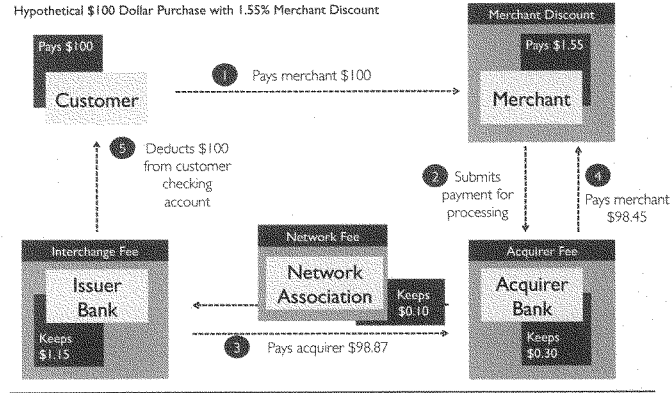 Hypothetical $100 Dollar Purchase with 1.55% Merchant Discount
Pays $100
Customer
1
Pays merchant $100
Merchant Discount
Pays $1.55
Merchant
5
Deducts $100
from customer
checking
account
2
Submits
payment for
processing
4
Pays merchant
$98.45
Interchange Fee
Issuer
Bank
Keeps
$1.15
Network Fee
Network
Association
Keeps
$0.10
3
Pays acquirer $98.87
Acquirer Fee
Acquirer
Bank
Keeps
$0.30